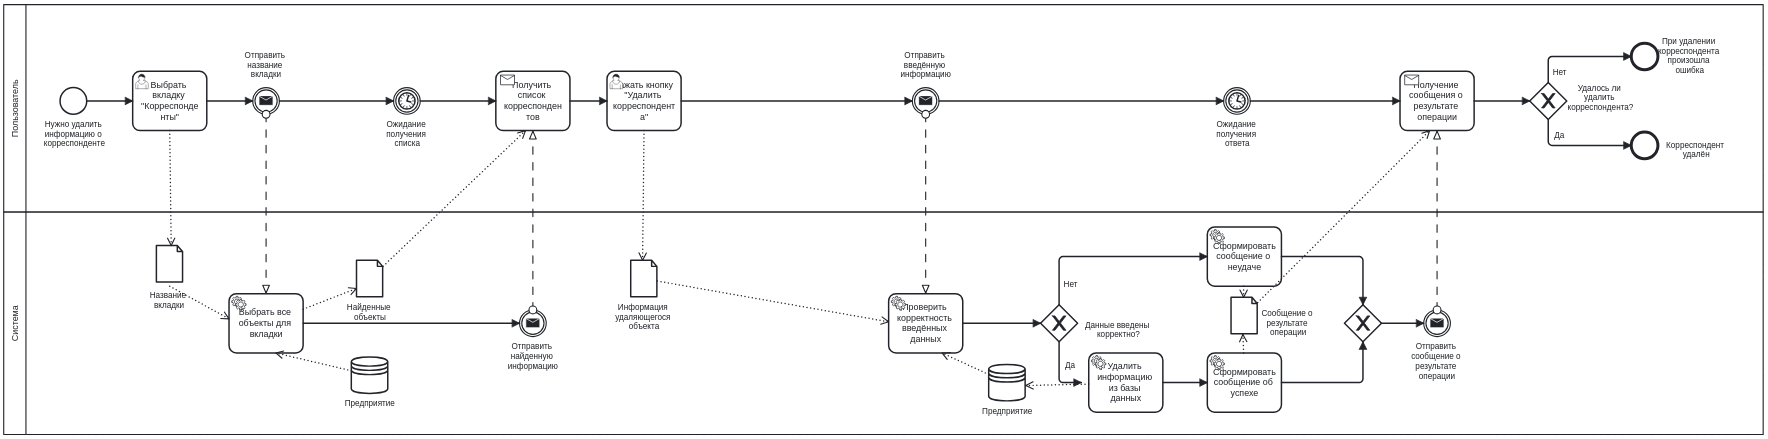 Пользователь
Нужно удалить
информацию о
корреспонденте
Выбрать
вкладку
"Корреспонде
нты"
Отправить
название
вкладки
Ожидание
получения
списка
Получить
список
корреспонден
тов
жать кнопку
"Удалить
корреспондент
а"
Отправить
введённую
информацию
Ожидание
получения
ответа
Получение
сообщения о
результате
операции
Удалось ли
удалить
корреспондента?
Нет
Да
При удалении
корреспондента
произошла
ошибка
Корреспондент
удалён
Система
Название
вкладки
Выбрать все
объекты для
вкладки
Найденные
объекты
Предприятие
Отправить
найденную
информацию
Информация
удаляющегося
объекта
Проверить
корректность
введённых
данных
Предприятие
Данные введены
корректно?
Нет
Да
Удалить
информацию
из базы
данных
Сформировать
сообщение о
неудаче
Сообщение о
результате
операции
Сформировать
сообщение об
успехе
Отправить
сообщение о
результате
операции